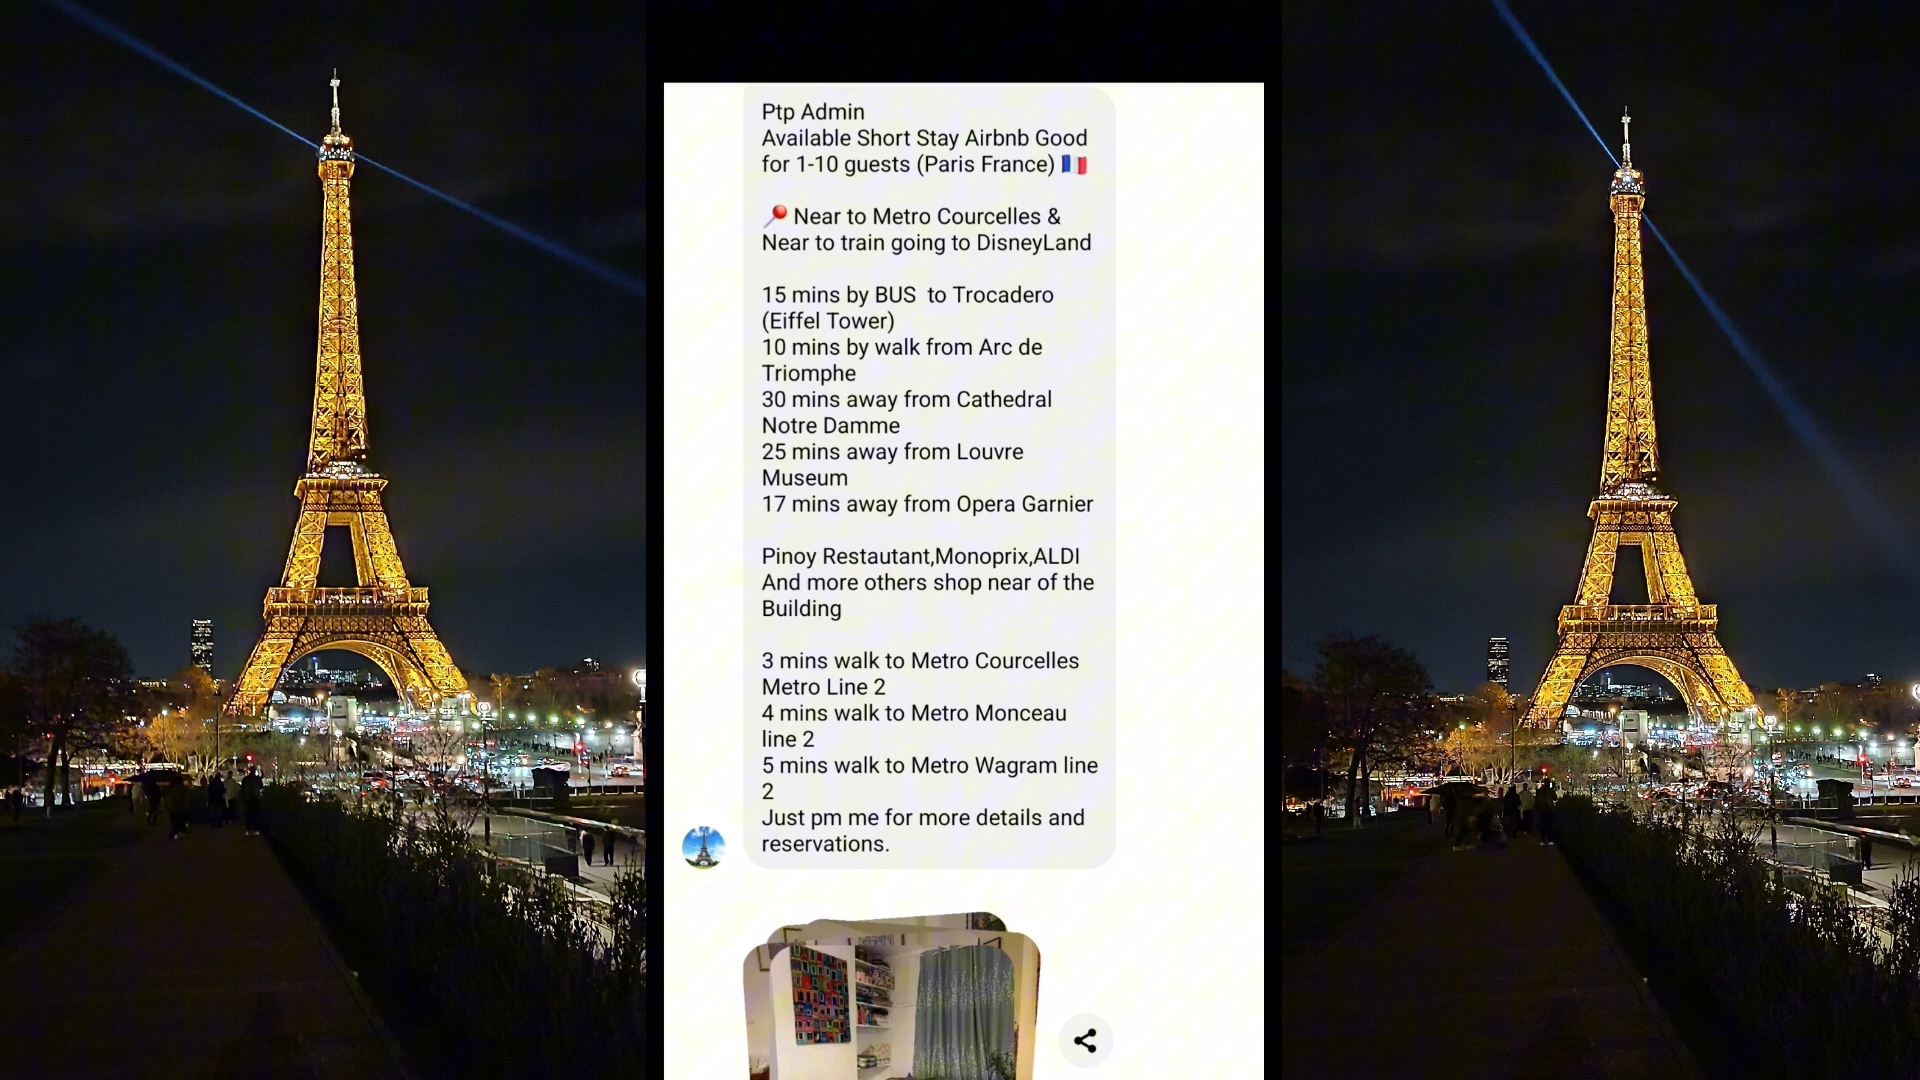 Ptp Admin
Available Short Stay Airbnb Good
for 1-10 guests (Paris France) 🇫🇷
📍 Near to Metro Courcelles &
Near to train going to DisneyLand
15 mins by BUS  to Trocadero
(Eiffel Tower)
10 mins by walk from Arc de
Triomphe
30 mins away from Cathedral
Notre Damme
25 mins away from Louvre
Museum
17 mins away from Opera Garnier
Pinoy Restautant,Monoprix,ALDI
And more others shop near of the
Building
3 mins walk to Metro Courcelles
Metro Line 2
4 mins walk to Metro Monceau
line 2
5 mins walk to Metro Wagram line
2
Just pm me for more details and
reservations.